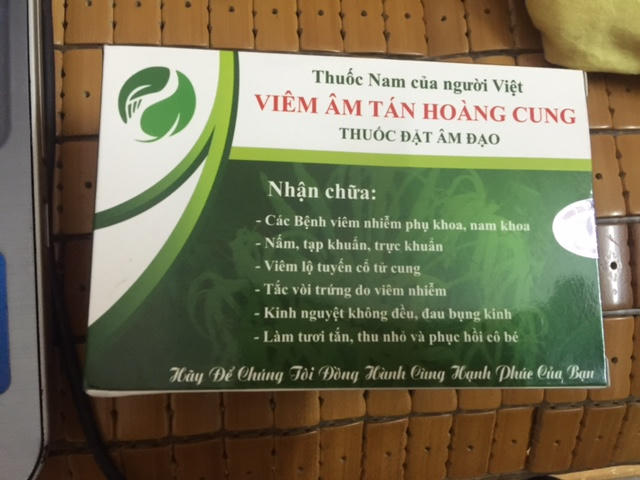 Thuốc Nam của người Việt
VIÊM ÂM TÁN HOÀNG CUNG
THUỐC ĐẶT ÂM ĐẠO
Nhận chữa:
- Các Bệnh viêm nhiễm phụ khoa, nam khoa
- Nấm, tạp khuẩn, trực khuẩn
- Viêm lộ tuyến cổ tử cung
- Tắc vòi trứng do viêm nhiễm
- Kinh nguyệt không đều, đau bụng kinh
- Làm tươi tắn, thu nhỏ và phục hồi cô bé
Hãy Để Chúng Tôi Đồng Hành Cùng Hạnh Phúc Của Bạn